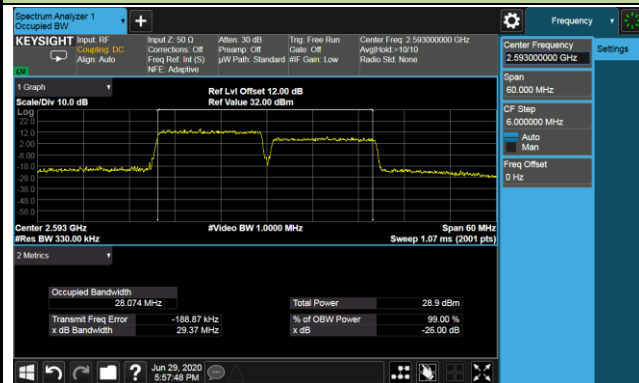 Spectrum Analyzer 1
Occupied BW
Frequency
KEYSIGHT
Input: RF
Coupling: DC
Align: Auto
Input Z: 50 Ω
Corrections: Off
Freq Ref: Int (S)
NFE: Adaptive
Atten: 30 dB
Preamp: Off
µW Path: Standard
Trig: Free Run
Gate: Off
#IF Gain: Low
Center Freq: 2.593000000 GHz
Avg|Hold:>10/10
Radio Std: None
Center Frequency
2.593000000 GHz
Settings
Span
60.000 MHz
CF Step
6.000000 MHz
Auto
Man
Freq Offset
0 Hz
1 Graph
Scale/Div 10.0 dB
Ref Lvl Offset 12.00 dB
Ref Value 32.00 dBm
Log
22.0
12.0
2.00
-8.00
-18.0
-28.0
-38.0
-48.0
-58.0
Center 2.593 GHz
#Res BW 330.00 kHz
#Video BW 1.0000 MHz
Span 60 MHz
Sweep 1.07 ms (2001 pts)
2 Metrics
Occupied Bandwidth
28.074 MHz
Total Power 28.9 dBm
Transmit Freq Error -188.87 kHz
% of OBW Power 99.00 %
x dB Bandwidth 29.37 MHz
x dB -26.00 dB
?
Jun 29, 2020
5:57:48 PM